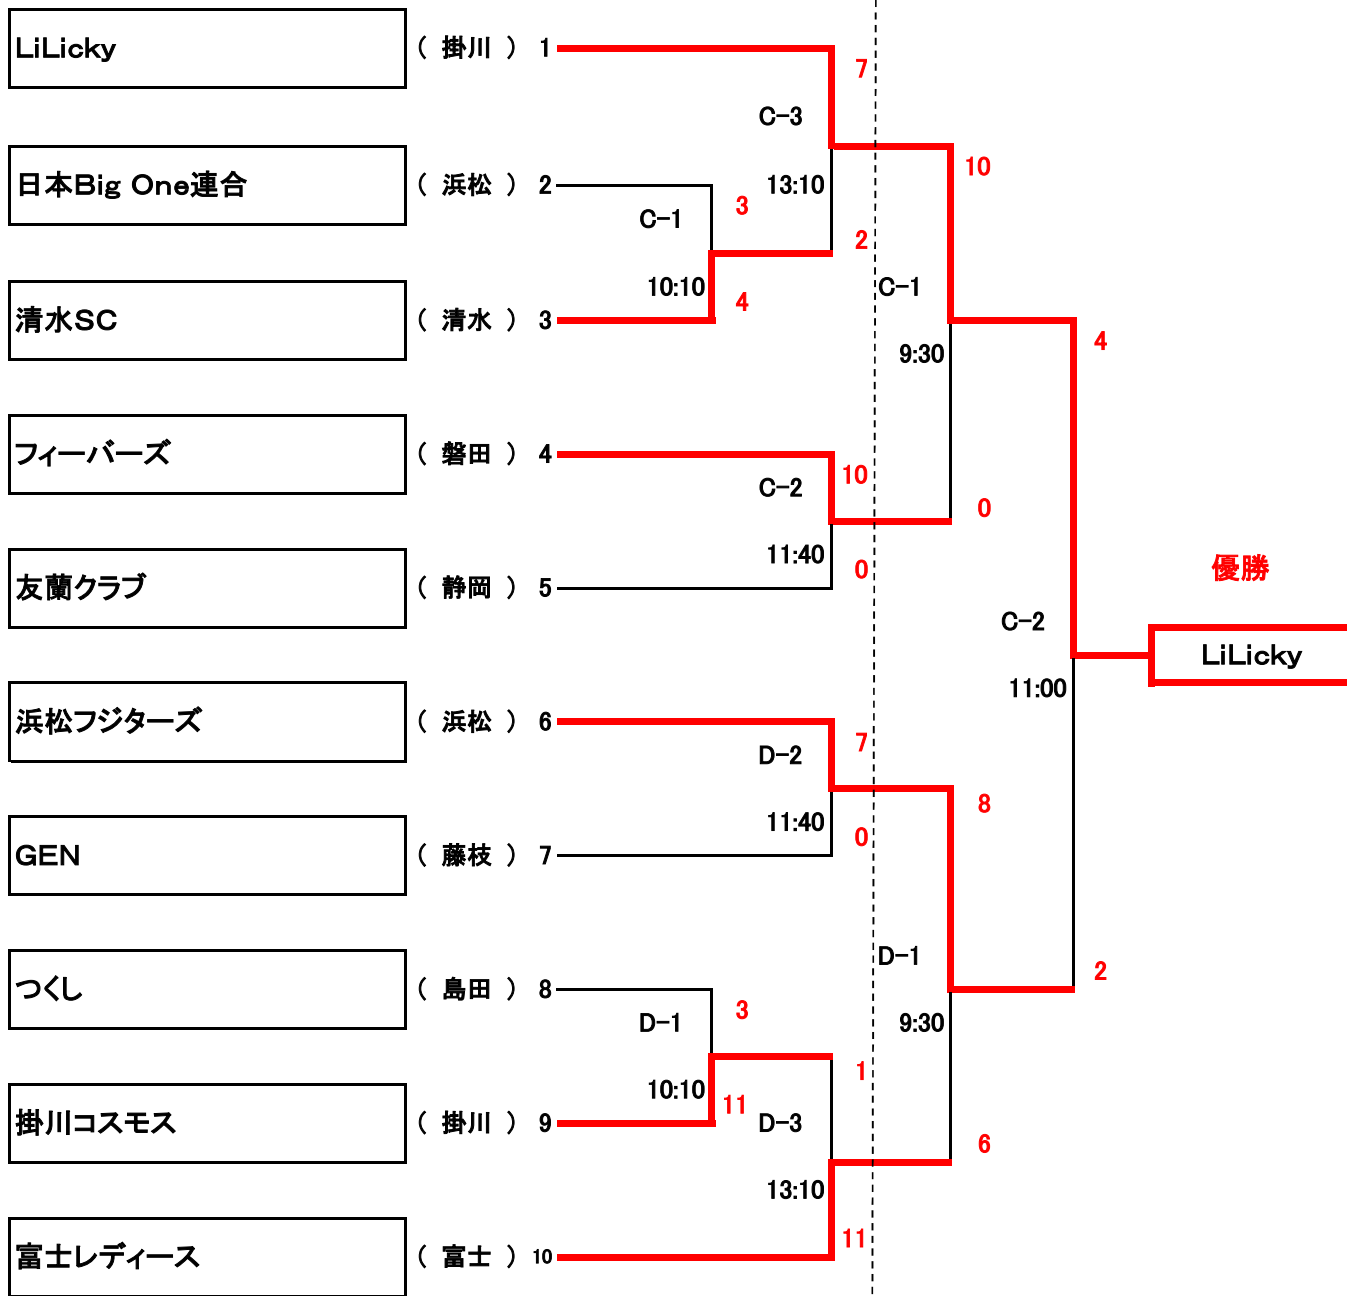 LiLicky （ 掛川 ） 1
7
C-3
日本Big One連合 （ 浜松 ） 2
13:10
10
3
C-1
2
10:10
4
C-1
清水SC （ 清水 ） 3
4
9:30
フィーバーズ （ 磐田 ） 4
10
C-2
0
11:40
0
優勝
友蘭クラブ （ 静岡 ） 5
C-2
LiLicky
11:00
浜松フジターズ （ 浜松 ） 6
7
D-2
8
11:40
0
GEN （ 藤枝 ） 7
D-1
2
つくし （ 島田 ） 8
3
D-1
9:30
1
10:10
11
掛川コスモス （ 掛川 ） 9
D-3
6
13:10
11
富士レディース （ 富士 ） 10